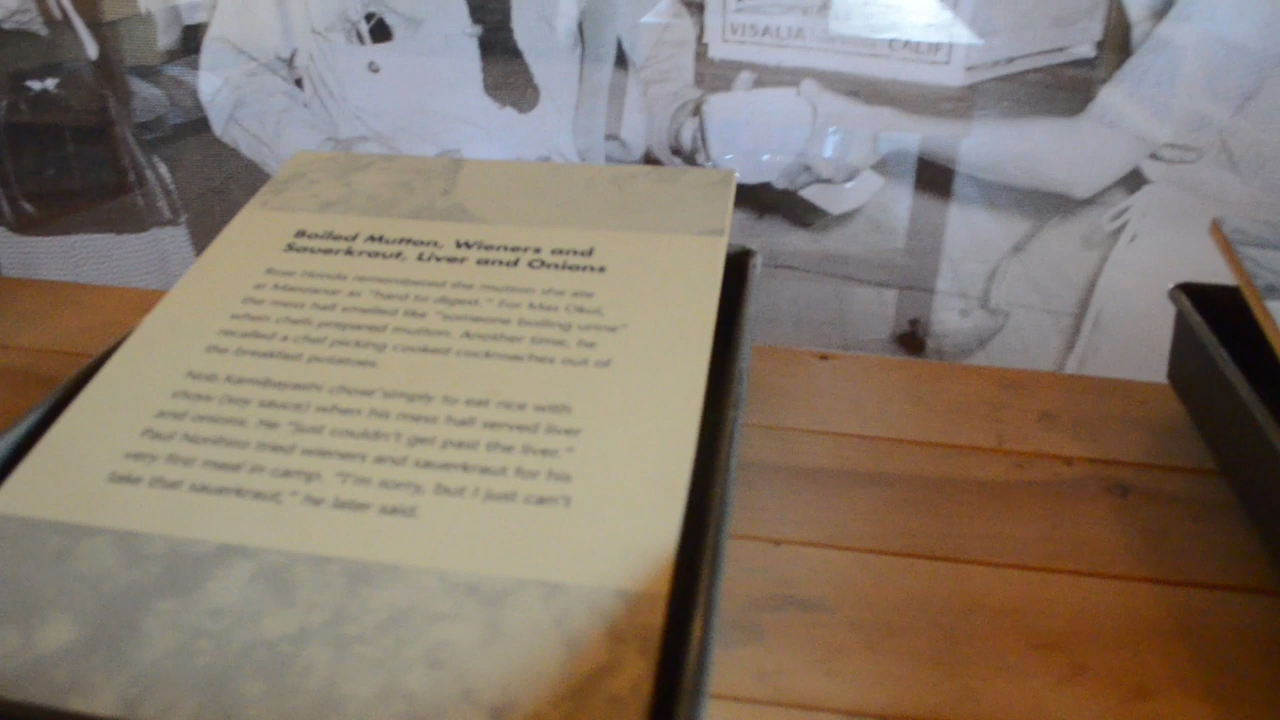 VISALIA
CALIF
Boiled Mutton, Wieners and
Sauerkraut, Liver and Onions
Rose Honda remembered the mutton she ate
at Manzanar as "hard to digest." For Mas Okui,
the mess hall smelled like "someone boiling urine"
when chefs prepared mutton. Another time, he
recalled a chef picking cooked cockroaches out of
the breakfast potatoes.
Nob Kamibayashi chose simply to eat rice with
shoyu (soy sauce) when his mess hall served liver
and onions. He "just couldn't get past the liver."
Paul tried wieners and sauerkraut for his
very first meal in camp. "I'm sorry, but I just can't
take that sauerkraut," he later said.